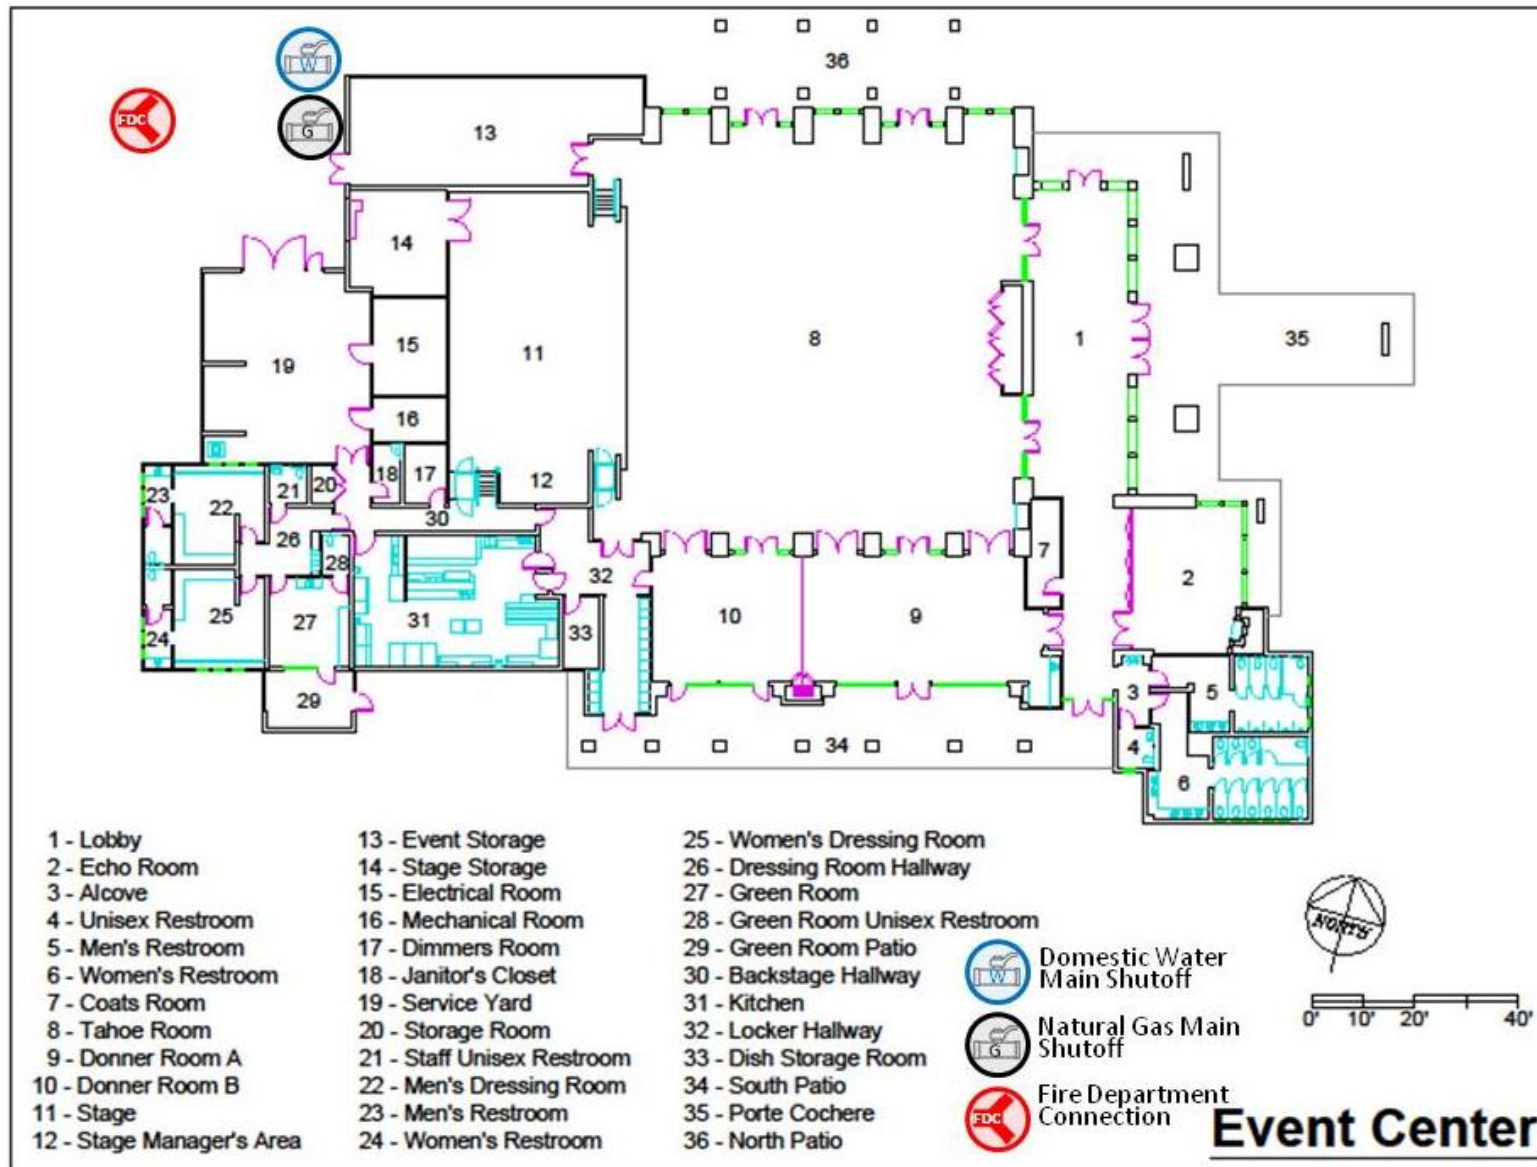 W
36
FDC
G
13
14
8
1
35
15
11
19
16
12
18
17
23
21
20
22
30
26
28
7
32
2
31
10
9
25
27
33
24
3
5
29
34
4
6
1 - Lobby
2 - Echo Room
3 - Alcove
4 - Unisex Restroom
5 - Men's Restroom
6 - Women's Restroom
7 - Coats Room
8 - Tahoe Room
9 - Donner Room A
10 - Donner Room B
11 - Stage
12 - Stage Manager's Area
13 - Event Storage
14 - Stage Storage
15 - Electrical Room
16 - Mechanical Room
17 - Dimmers Room
18 - Janitor's Closet
19 - Service Yard
20 - Storage Room
21 - Staff Unisex Restroom
22 - Men's Dressing Room
23 - Men's Restroom
24 - Women's Restroom
25 - Women's Dressing Room
26 - Dressing Room Hallway
27 - Green Room
28 - Green Room Unisex Restroom
29 - Green Room Patio
30 - Backstage Hallway
31 - Kitchen
32 - Locker Hallway
33 - Dish Storage Room
34 - South Patio
35 - Porte Cochere
36 - North Patio
W
Domestic Water
Main Shutoff
G
Natural Gas Main
Shutoff
FDC
Fire Department
Connection
NORTH
0' 10' 20' 40'
Event Center